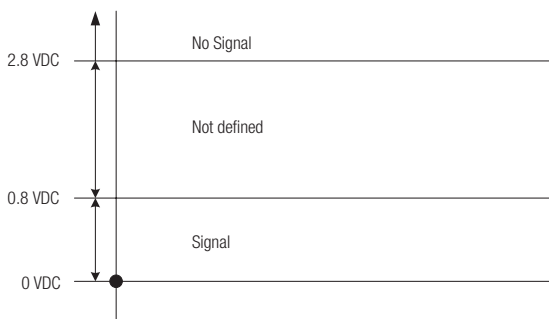 No Signal
2.8 VDC
Not defined
0.8 VDC
Signal
0 VDC